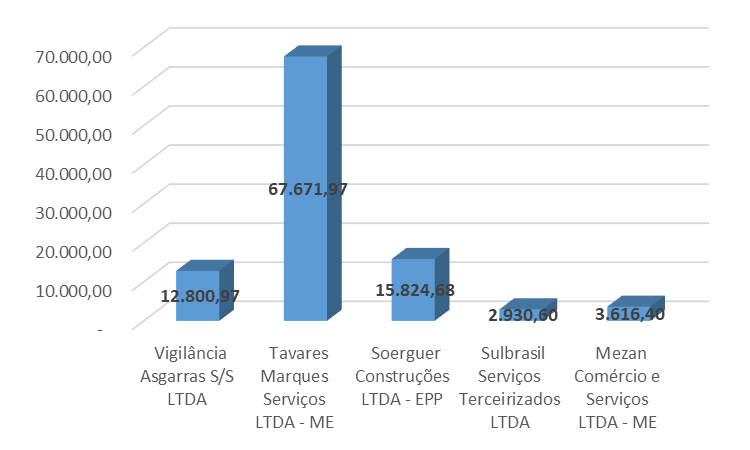 70.000,00
60.000,00
50.000,00
40.000,00
30.000,00
20.000,00
10.000,00
-
12.800,97
67.671,97
15.824,68
2.930,60
3.616,40
Vigilância
Asgarras S/S
LTDA
Tavares
Marques
Serviços
LTDA - ME
Soerguer
Construções
LTDA - EPP
Sulbrasil
Serviços
Terceirizados
LTDA
Mezan
Comércio e
Serviços
LTDA - ME